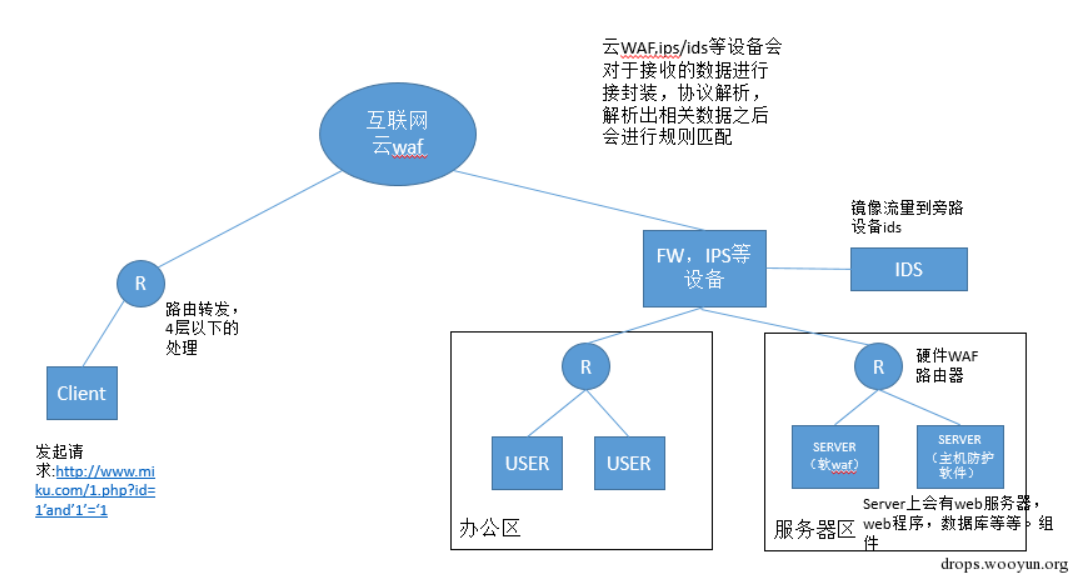 云WAF,ips/ids等设备会
对于接收的数据进行
接封装，协议解析，
解析出相关数据之后
会进行规则匹配
互联网
云waf
镜像流量到旁路
设备ids
FW，IPS等
设备
IDS
R
路由转发，
4层以下的
处理
Client
发起请
求:http://www.mi
ku.com/1.php?id=
1'and'1'='1
R
USER
USER
办公区
R
硬件WAF
路由器
SERVER
（软waf）
SERVER
（主机防护
软件）
Server上会有web服务器，
web程序，数据库等等。组
件
服务器区
drops.wooyun.org